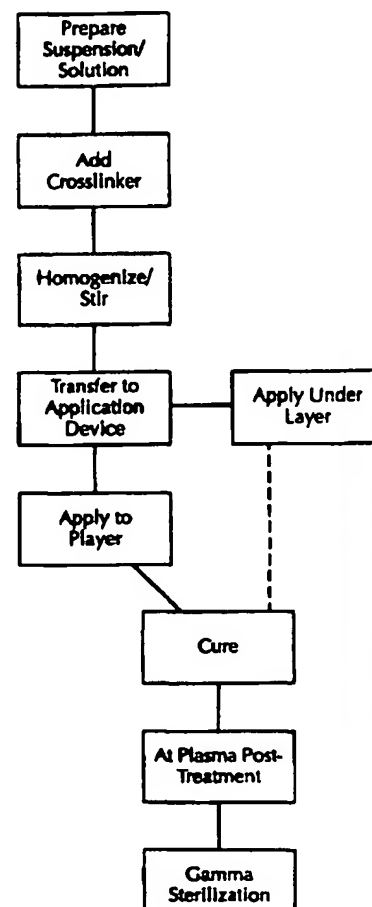 Prepare
Suspension/
Solution
Add
Crosslinker
Homogenize/
Stir
Transfer to
Application
Device
Apply Under
Layer
Apply to
Player
Cure
At Plasma Post-
Treatment
Gamma
Sterilization